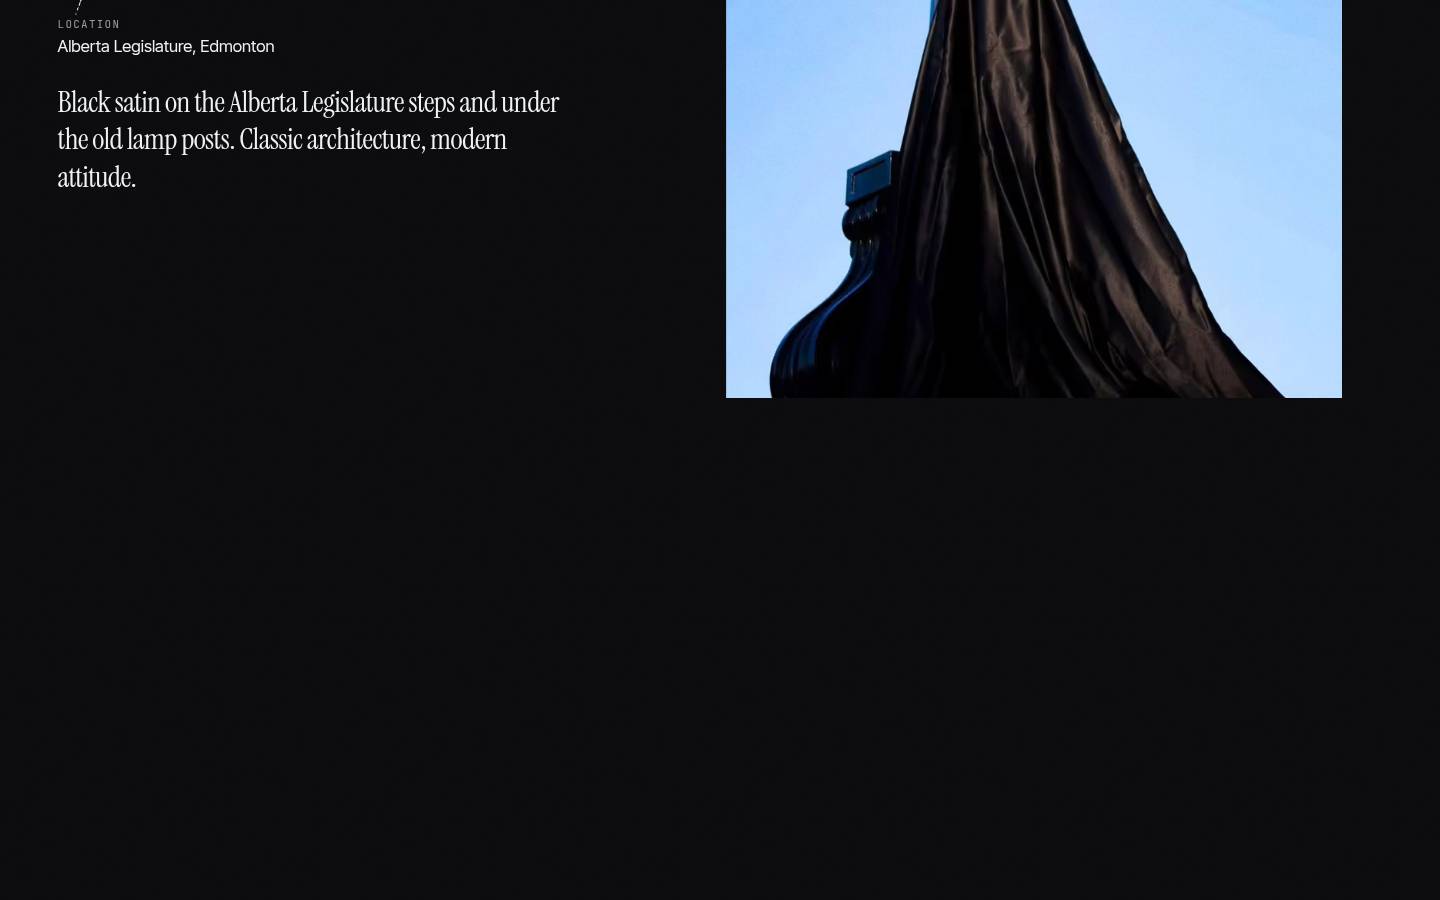 LOCATION
Alberta Legislature, Edmonton
Black satin on the Alberta Legislature steps and under
the old lamp posts. Classic architecture, modern
attitude.